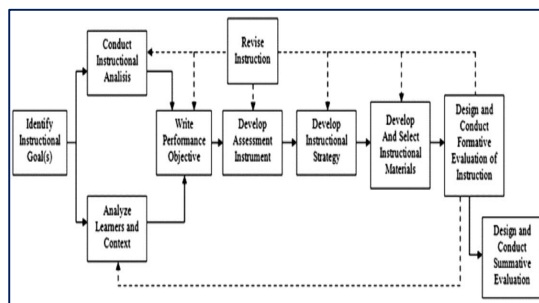 Conduct
Instructional
Analisis
Revise
Instruction
Identify
Instructional
Goal(s)
Write
Performance
Objective
Develop
Assessment
Instrument
Develop
Instructional
Strategy
Develop
And Select
Instructional
Materials
Design and
Conduct
Formative
Evaluation of
Instruction
Analyze
Learners and
Context
Design and
Conduct
Summative
Evaluation